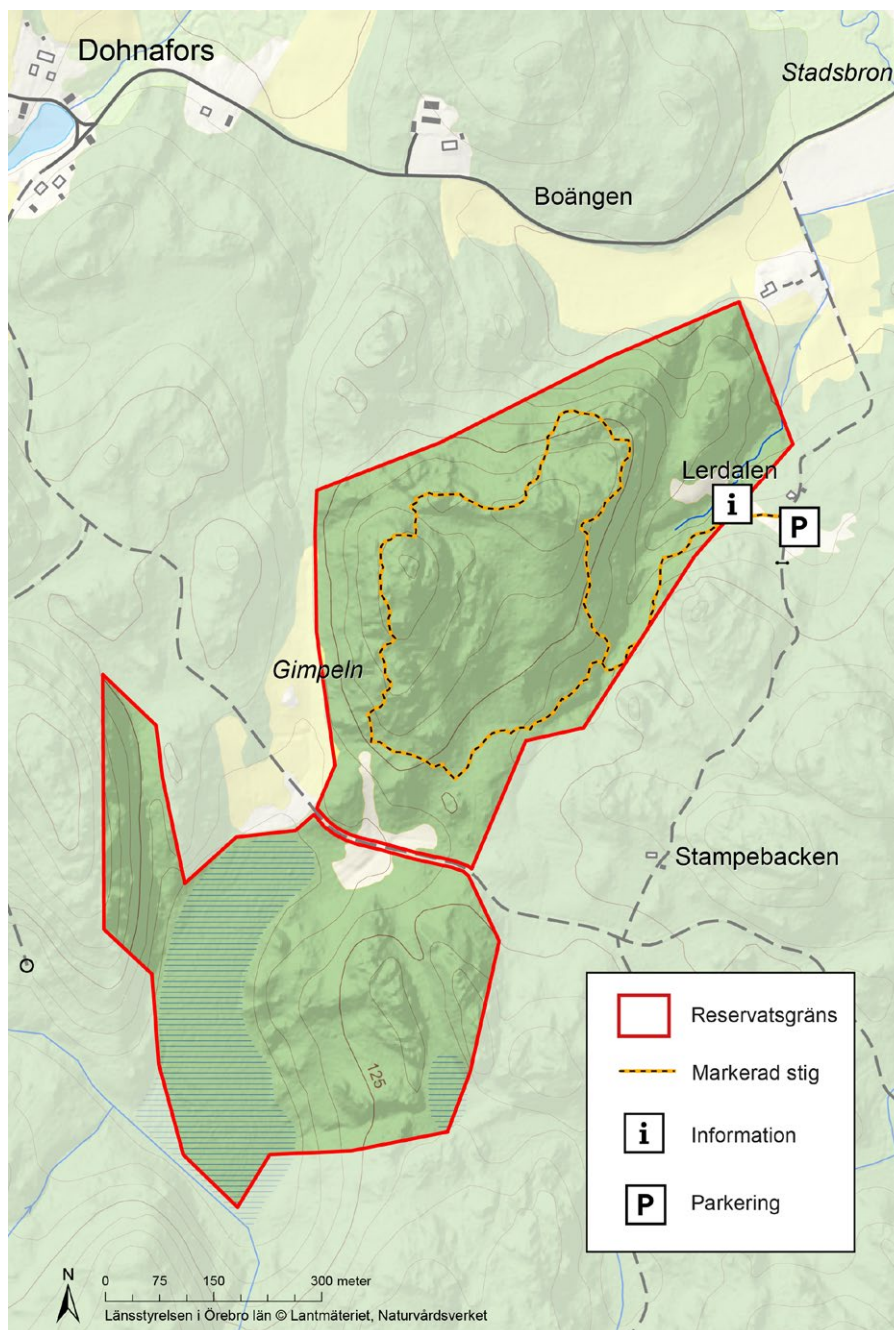 Dohnafors
Stadsbron
Boängen
Lerdalen
i
P
Gimpeln
Stampebacken
125
Reservatsgräns
Markerad stig
i Information
P Parkering
N
0 75 150 300 meter
Länsstyrelsen i Örebro län © Lantmäteriet, Naturvårdsverket